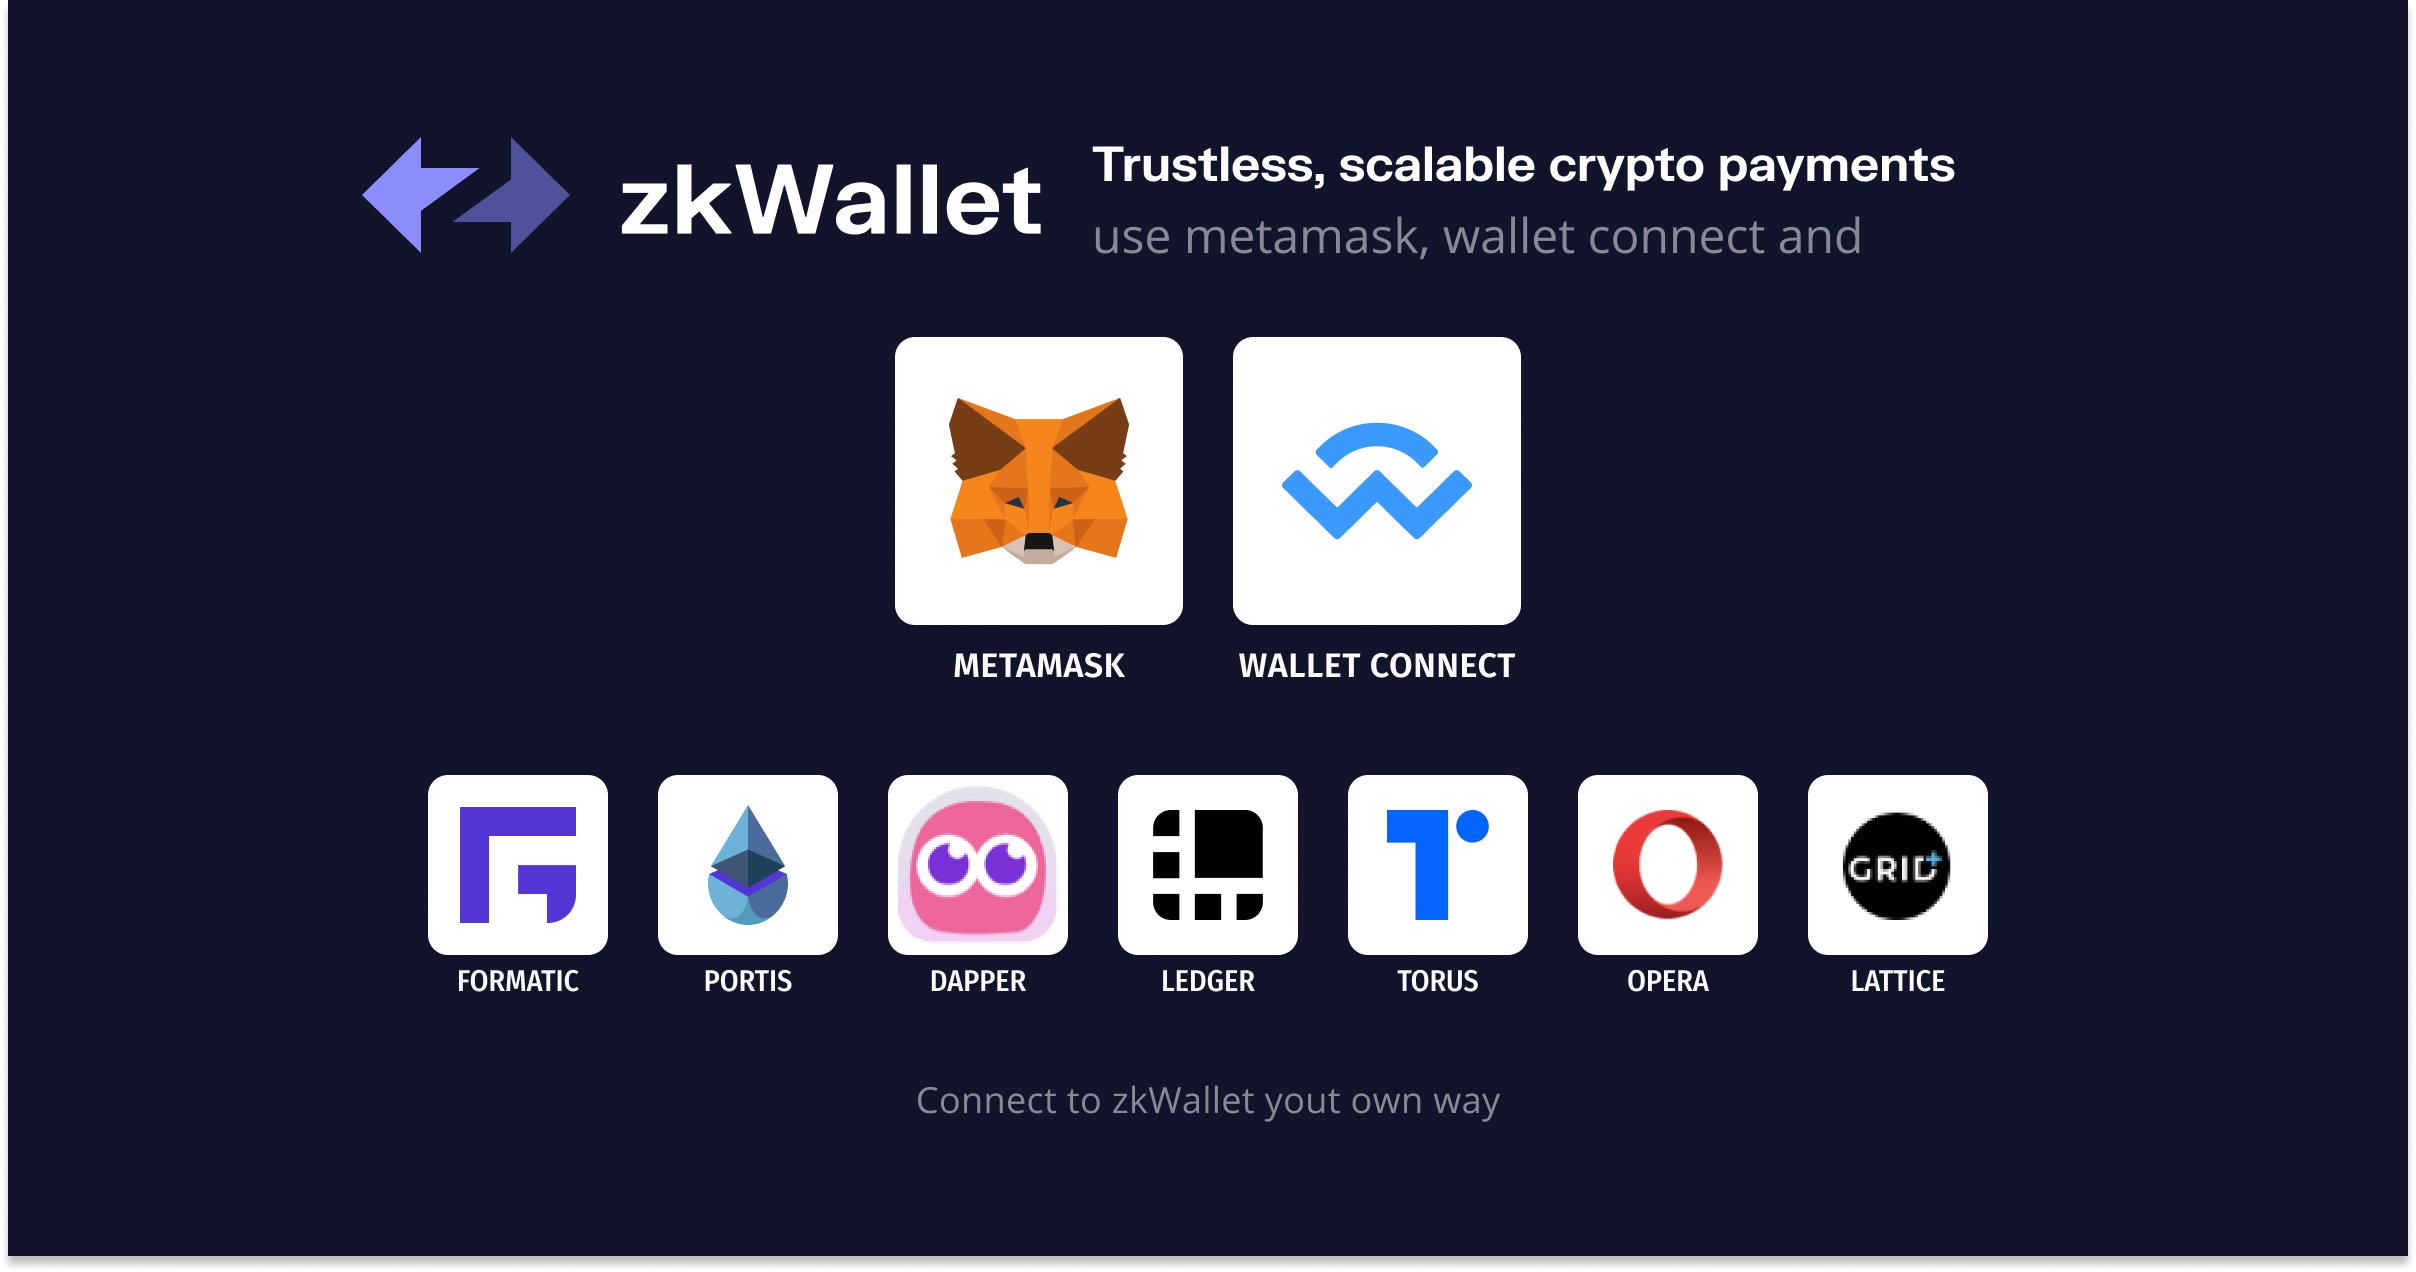 zkWallet
Trustless, scalable crypto payments
use metamask, wallet connect and
METAMASK
WALLET CONNECT
GRID+
FORMATIC
PORTIS
DAPPER
LEDGER
TORUS
OPERA
LATTICE
Connect to zkWallet yout own way